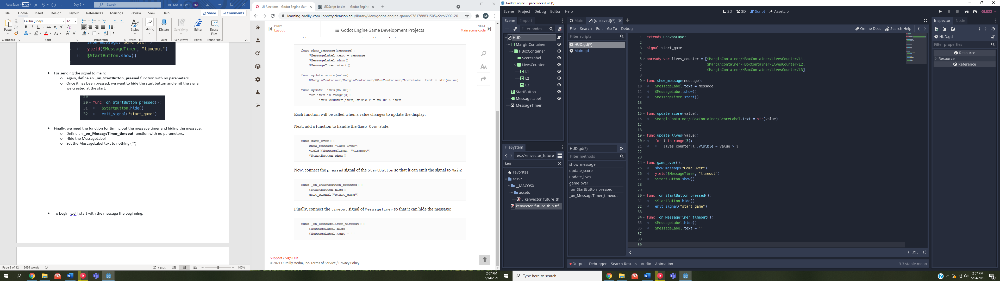 AutoSave Off Day 5 Search RE, MATTHEW J RM
File Home Insert Draw Design Layout References Mailings Review View Help Share Comments
Calibri (Body) 12
Paste Styles Editing Dictate Sensitivity Editor Reuse Files
Clipboard Font Paragraph Styles Voice Sensitivity Editor Reuse Files
yield($MessageTimer, "timeout")
$StartButton.show()
• For sending the signal to main:
o Again, define an _on_StartButton_pressed function with no parameters.
o Once it has been pressed, we want to hide the start button and emit the signal
we created at the start.
29
30 func _on_StartButton_pressed():
31 $StartButton.hide()
32 emit_signal("start_game")
• Finally, we need the function for timing out the message timer and hiding the message:
o Define an _on_MessageTimer_timeout function with no parameters.
o Hide the MessageLabel
o Set the MessageLabel text to nothing (“”)
• To begin, we’ll start with the message the beginning.
Page 9 of 12 2636 words Focus 100%
UI functions - Godot Engine Gam GDScript basics — Godot Engine
learning-oreilly-com.libproxy.clemson.edu/library/view/godot-engine-game/9781788831505/c2cb6902-20... M
PREV
Layout
Godot Engine Game Development Projects
NEXT
Main scene code
func show_message(message):
$MessageLabel.text = message
$MessageLabel.show()
$MessageTimer.start()
func update_score(value):
$MarginContainer/MarginContainer/HBoxContainer/ScoreLabel.text = str(value)
func update_lives(value):
for item in range(3):
lives_counter[item].visible = value > item
AA
Each function will be called when a value changes to update the display.
Next, add a function to handle the Game Over state:
func game_over():
show_message("Game Over")
yield($MessageTimer, "timeout")
$StartButton.show()
Now, connect the pressed signal of the StartButton so that it can emit the signal to Main:
func _on_StartButton_pressed():
$StartButton.hide()
emit_signal("start_game")
Finally, connect the timeout signal of MessageTimer so that it can hide the message:
func _on_MessageTimer_timeout():
$MessageLabel.hide()
$MessageLabel.text = ''
Support / Sign Out
© 2021 O'Reilly Media, Inc. Terms of Service / Privacy Policy
2:07 PM
5/14/2021
Godot Engine - Space Rocks Full (*)
Scene Project Debug Editor Help 2D 3D Script AssetLib GLES3
Scene Import
Filter nodes
HUD
MarginContainer
HBoxContainer
ScoreLabel
LivesCounter
L1
L2
L3
StartButton
MessageLabel
MessageTimer
FileSystem
res://kenvector_future
ken
Favorites:
res://
__MACOSX
assets
._kenvector_future_thi
kenvector_future_thin.ttf
Main [unsaved](*)
File Search Edit Go To Debug Online Docs Search Help
Filter scripts
HUD.gd(*)
Main.gd
HUD.gd(*)
Filter methods
show_message
update_score
update_lives
game_over
_on_StartButton_pressed
_on_MessageTimer_timeout
1 extends CanvasLayer
2
3 signal start_game
4
5 onready var lives_counter = [$MarginContainer/HBoxContainer/LivesCounter/L1,
6 $MarginContainer/HBoxContainer/LivesCounter/L2,
7 $MarginContainer/HBoxContainer/LivesCounter/L3]
8
9 func show_message(message):
10 $MessageLabel.text = message
11 $MessageLabel.show()
12 $MessageTimer.start()
13
14
15 func update_score(value):
16 $MarginContainer/HBoxContainer/ScoreLabel.text = str(value)
17
18
19 func update_lives(value):
20 for i in range(3):
21 lives_counter[i].visible = value > i
22
23
24 func game_over():
25 show_message("Game Over")
26 yield($MessageTimer, "timeout")
27 $StartButton.show()
28
29
30 func _on_StartButton_pressed():
31 $StartButton.hide()
32 emit_signal("start_game")
33
34 func _on_MessageTimer_timeout():
35 $MessageLabel.hide()
36 $MessageLabel.text = ''
37
38
39
( 39, 1)
Output Debugger Search Results Audio Animation 3.3.stable.mono
Inspector Node
HUD.gd
Filter properties
Resource
Resource
Reference
Type here to search
2:07 PM
5/14/2021